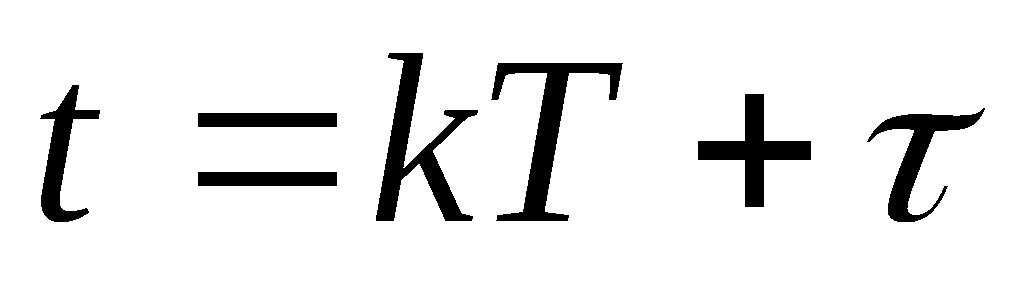 t = kT + τ